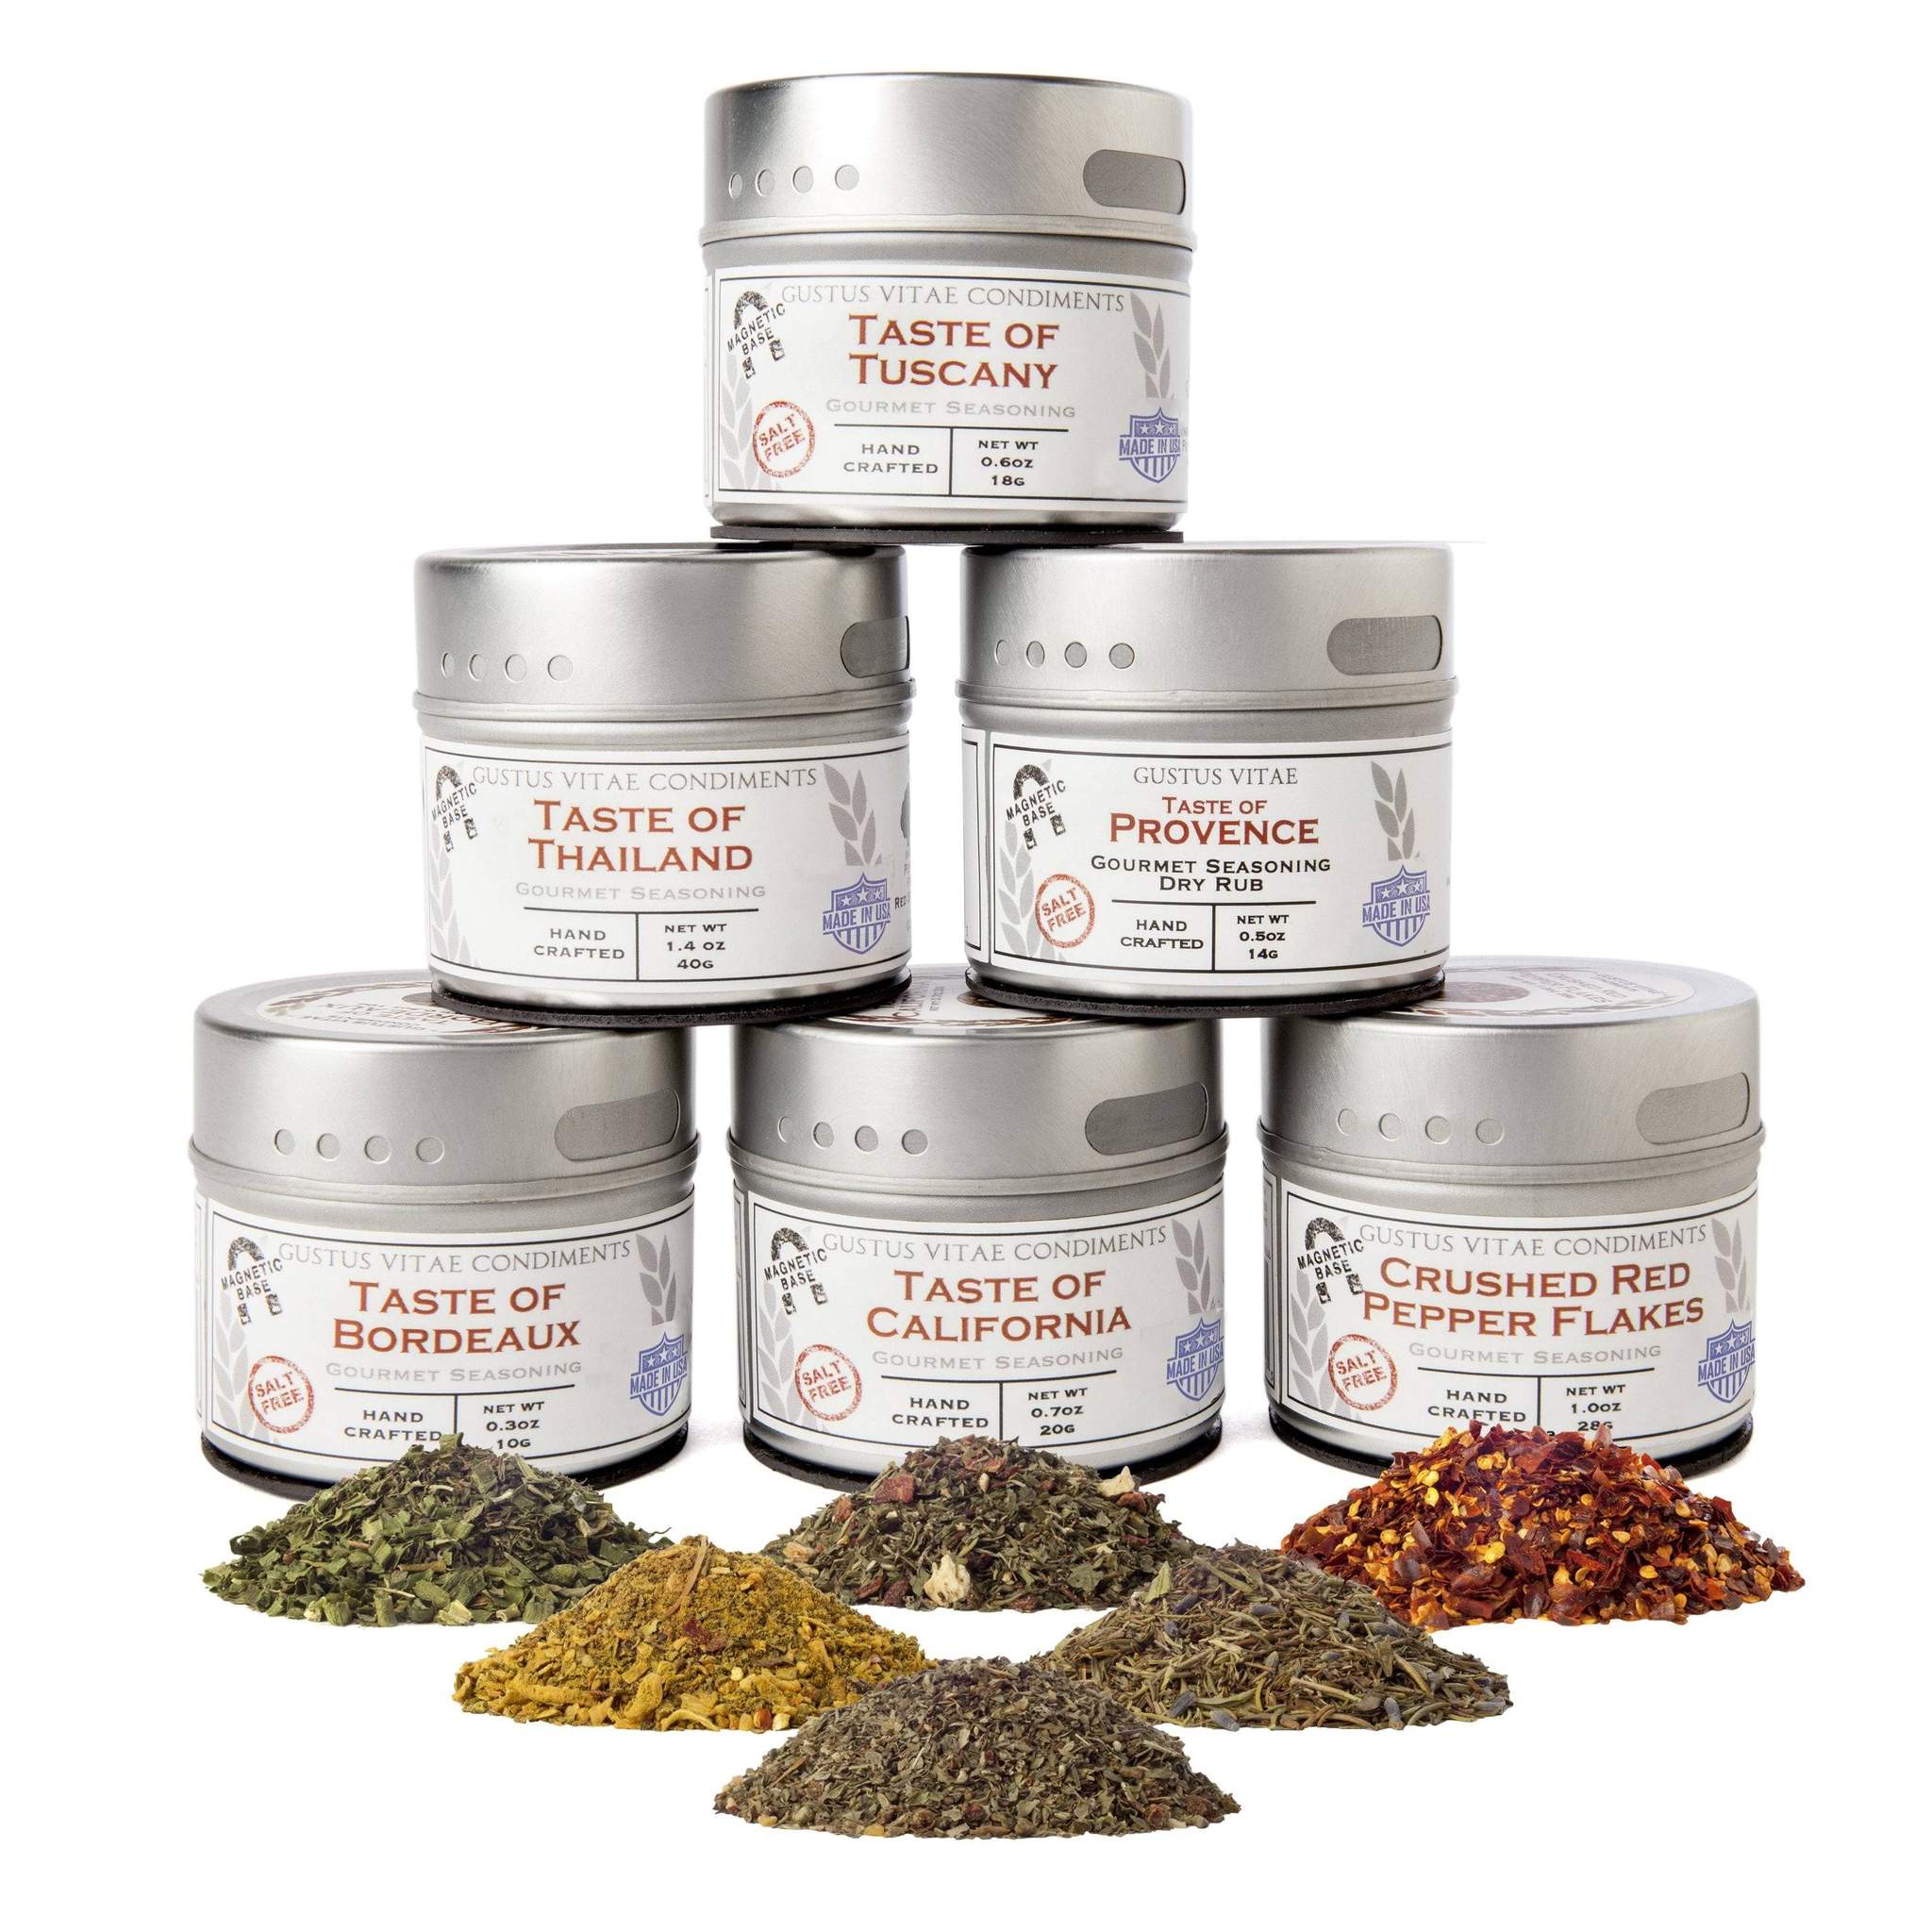 GUSTUS VITAE CONDIMENTS
MAGNETIC
BASE
TASTE OF
TUSCANY
GOURMET SEASONING
SALT
FREE
HAND
CRAFTED
NET WT
0.6OZ
18G
MADE IN USA
GUSTUS VITAE CONDIMENTS
MAGNETIC
BASE
TASTE OF
THAILAND
GOURMET SEASONING
HAND
CRAFTED
NET WT
1.4 OZ
40G
MADE IN USA
GUSTUS VITAE
MAGNETIC
BASE
TASTE OF
PROVENCE
GOURMET SEASONING
DRY RUB
SALT
FREE
HAND
CRAFTED
NET WT
0.5OZ
14G
MADE IN USA
GUSTUS VITAE CONDIMENTS
MAGNETIC
BASE
TASTE OF
BORDEAUX
GOURMET SEASONING
SALT
FREE
HAND
CRAFTED
NET WT
0.3OZ
10G
MADE IN USA
GUSTUS VITAE CONDIMENTS
MAGNETIC
BASE
TASTE OF
CALIFORNIA
GOURMET SEASONING
SALT
FREE
HAND
CRAFTED
NET WT
0.7OZ
20G
MADE IN USA
GUSTUS VITAE CONDIMENTS
MAGNETIC
BASE
CRUSHED RED
PEPPER FLAKES
GOURMET SEASONING
SALT
FREE
HAND
CRAFTED
NET WT
1.0OZ
28G
MADE IN USA